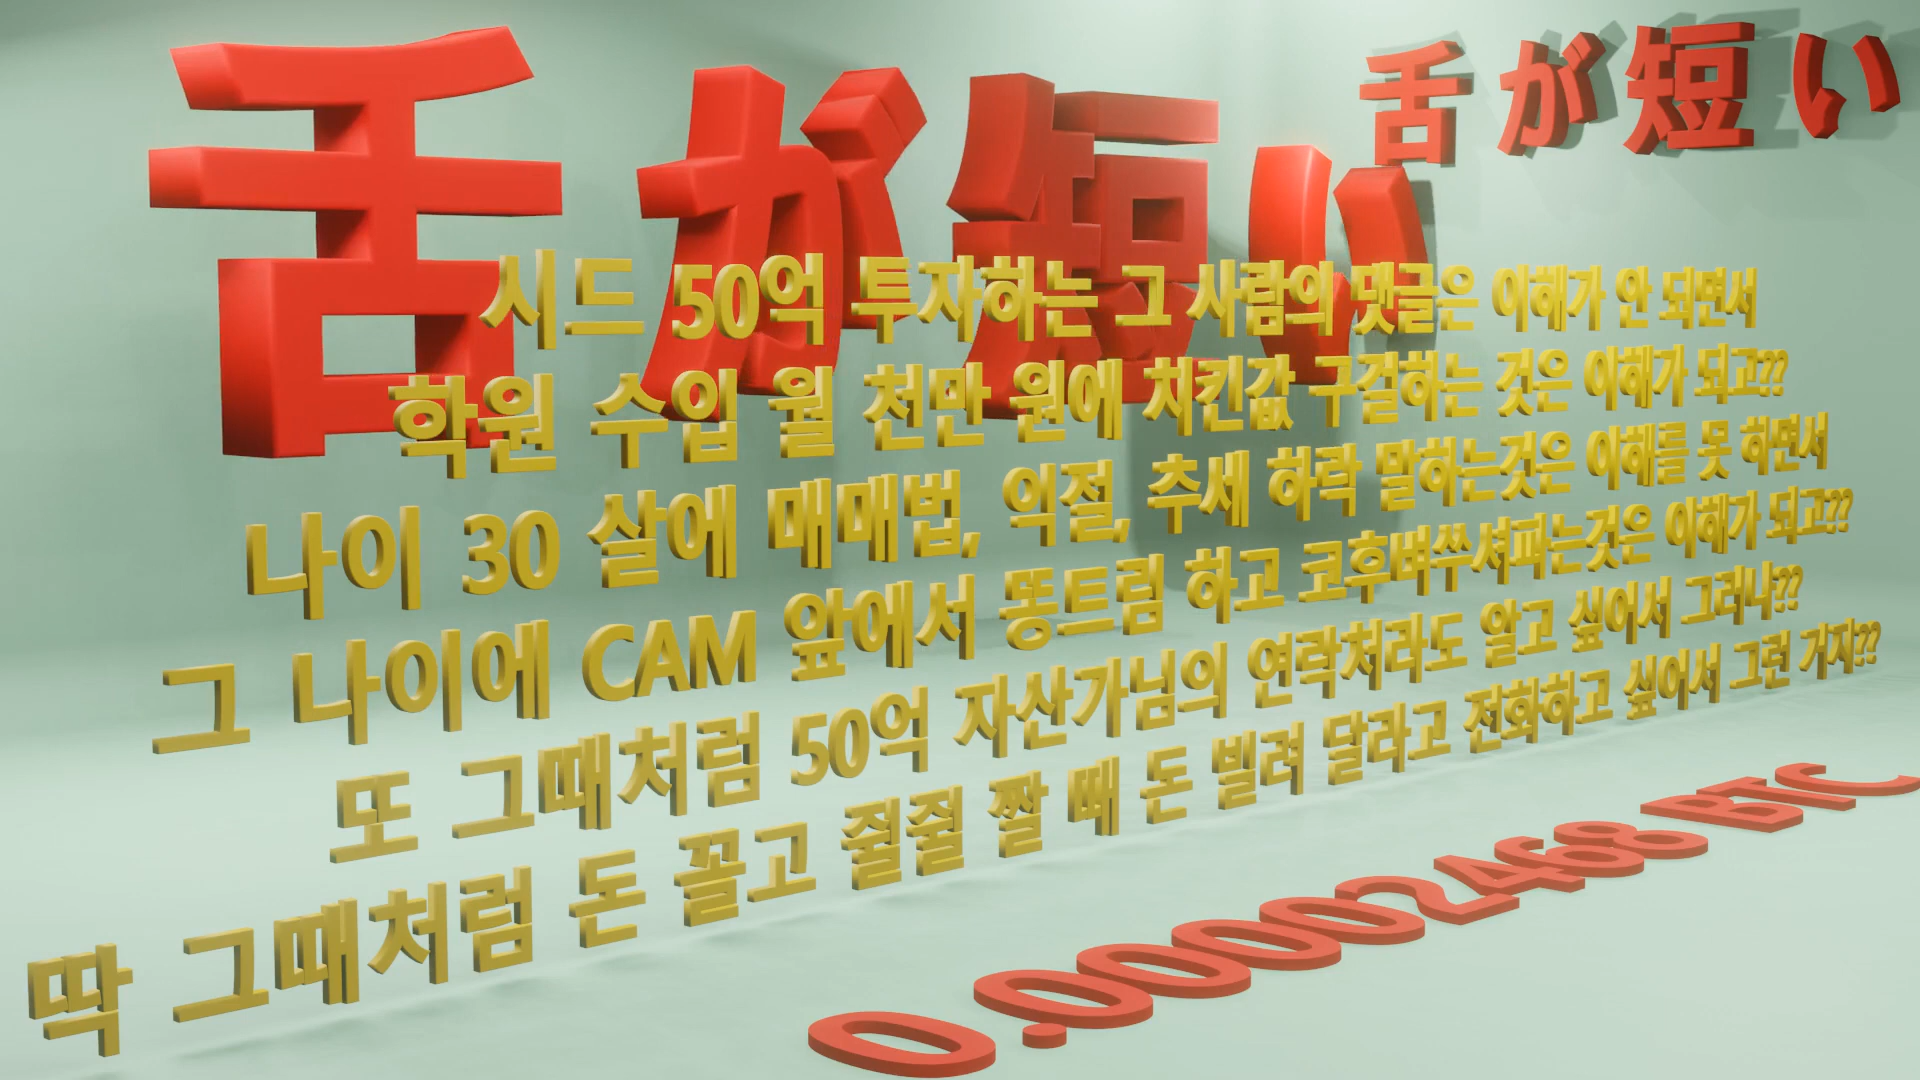 舌が短い
舌が短い
시드 50억 투자하는 그 사람의 댓글은 이해가 안 되면서
학원 수입 월 천만 원에 치킨값 구걸하는 것은 이해가 되고??
나이 30 살에 매매법, 익절, 추세 하락 말하는것은 이해를 못 하면서
그 나이에 CAM 앞에서 똥트림 하고 코후벼쑤셔파는것은 이해가 되고??
또 그때처럼 50억 자산가님의 연락처라도 알고 싶어서 그러나??
딱 그때처럼 돈 꼴고 쥘쥘 짤 때 돈 빌려 달라고 전화하고 싶어서 그런 거지??
0.00002468 BTC